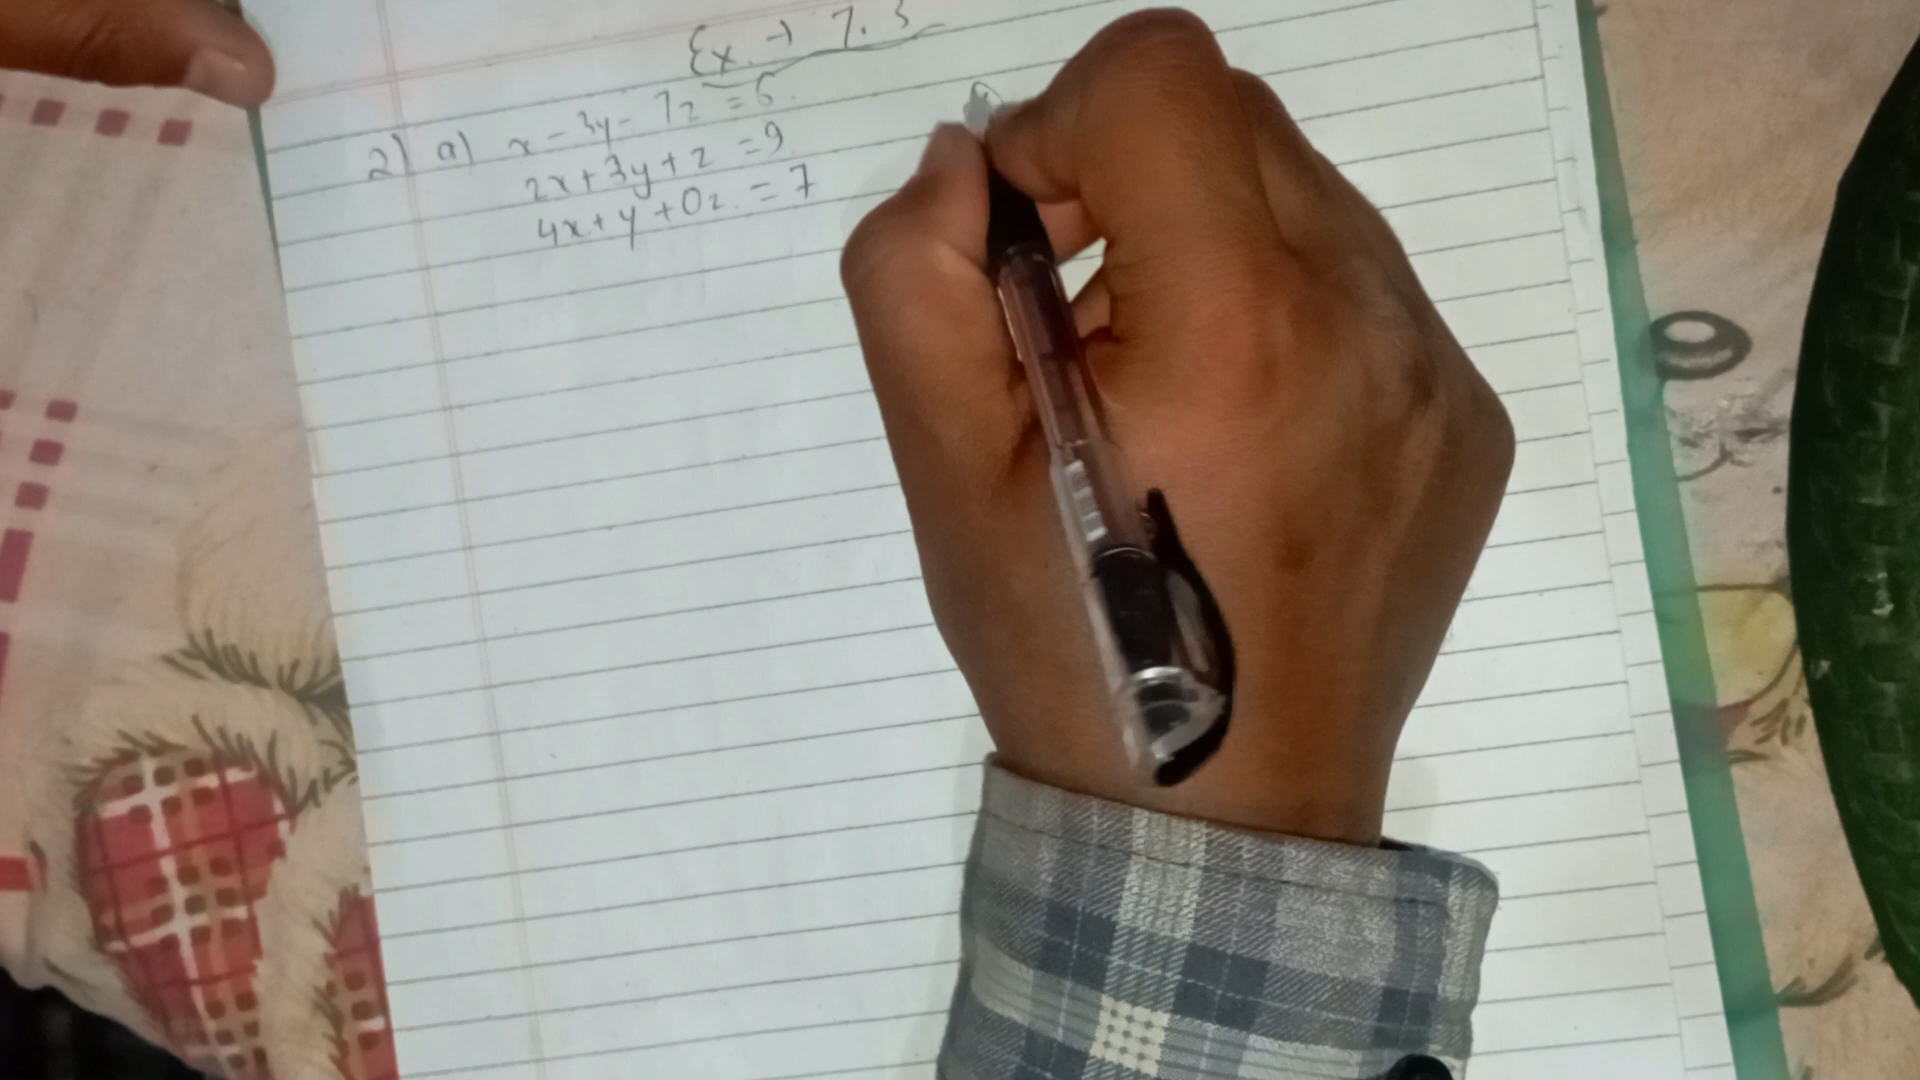 Ex → 7.3
2) a) x - 3y - 7z = 6.
2x + 3y + z = 9
4x + y + 0z. = 7